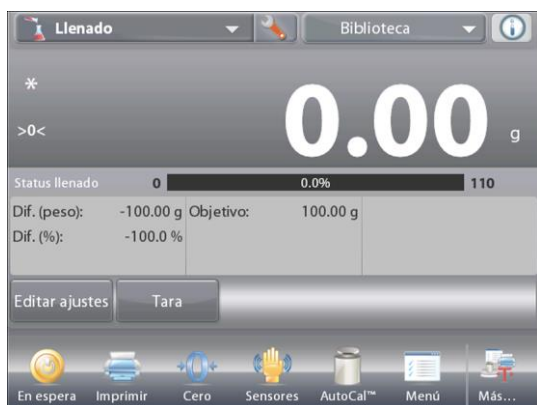 Llenado Biblioteca
*
>0< 0.00 g
Status llenado 0 0.0% 110
Dif. (peso): -100.00 g Objetivo: 100.00 g
Dif. (%): -100.0 %
Editar ajustes Tara
En espera Imprimir Cero Sensores AutoCal™ Menú Más...